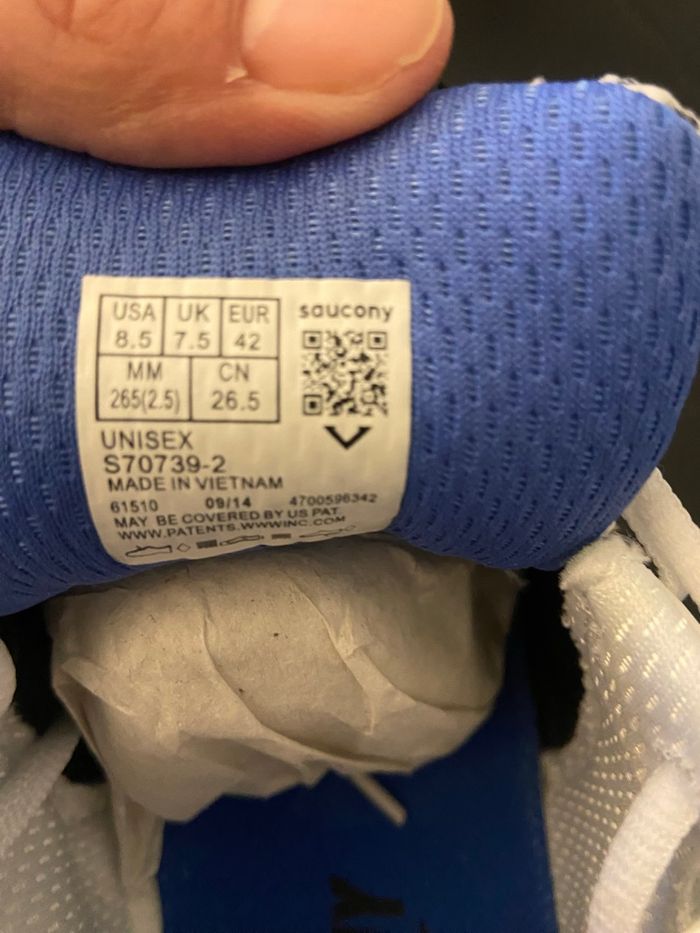 USA UK EUR
8.5 7.5 42
MM CN
265(2.5) 26.5
saucony
UNISEX
S70739-2
MADE IN VIETNAM
61510 09/14 4700596342
MAY BE COVERED BY US PAT.
WWW.PATENTS.WWWINC.COM